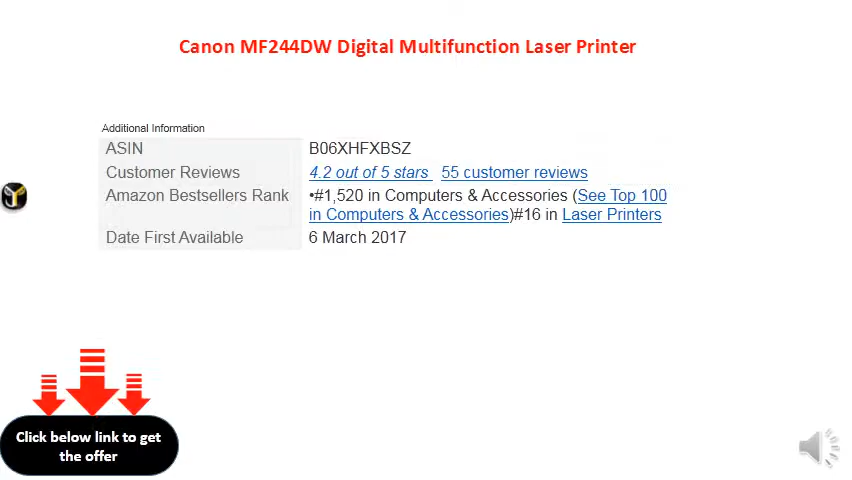 Canon MF244DW Digital Multifunction Laser Printer
Additional Information
ASIN B06XHFXBSZ
Customer Reviews 4.2 out of 5 stars 55 customer reviews
Amazon Bestsellers Rank •#1,520 in Computers & Accessories (See Top 100
in Computers & Accessories)#16 in Laser Printers
Date First Available 6 March 2017
Click below link to get
the offer